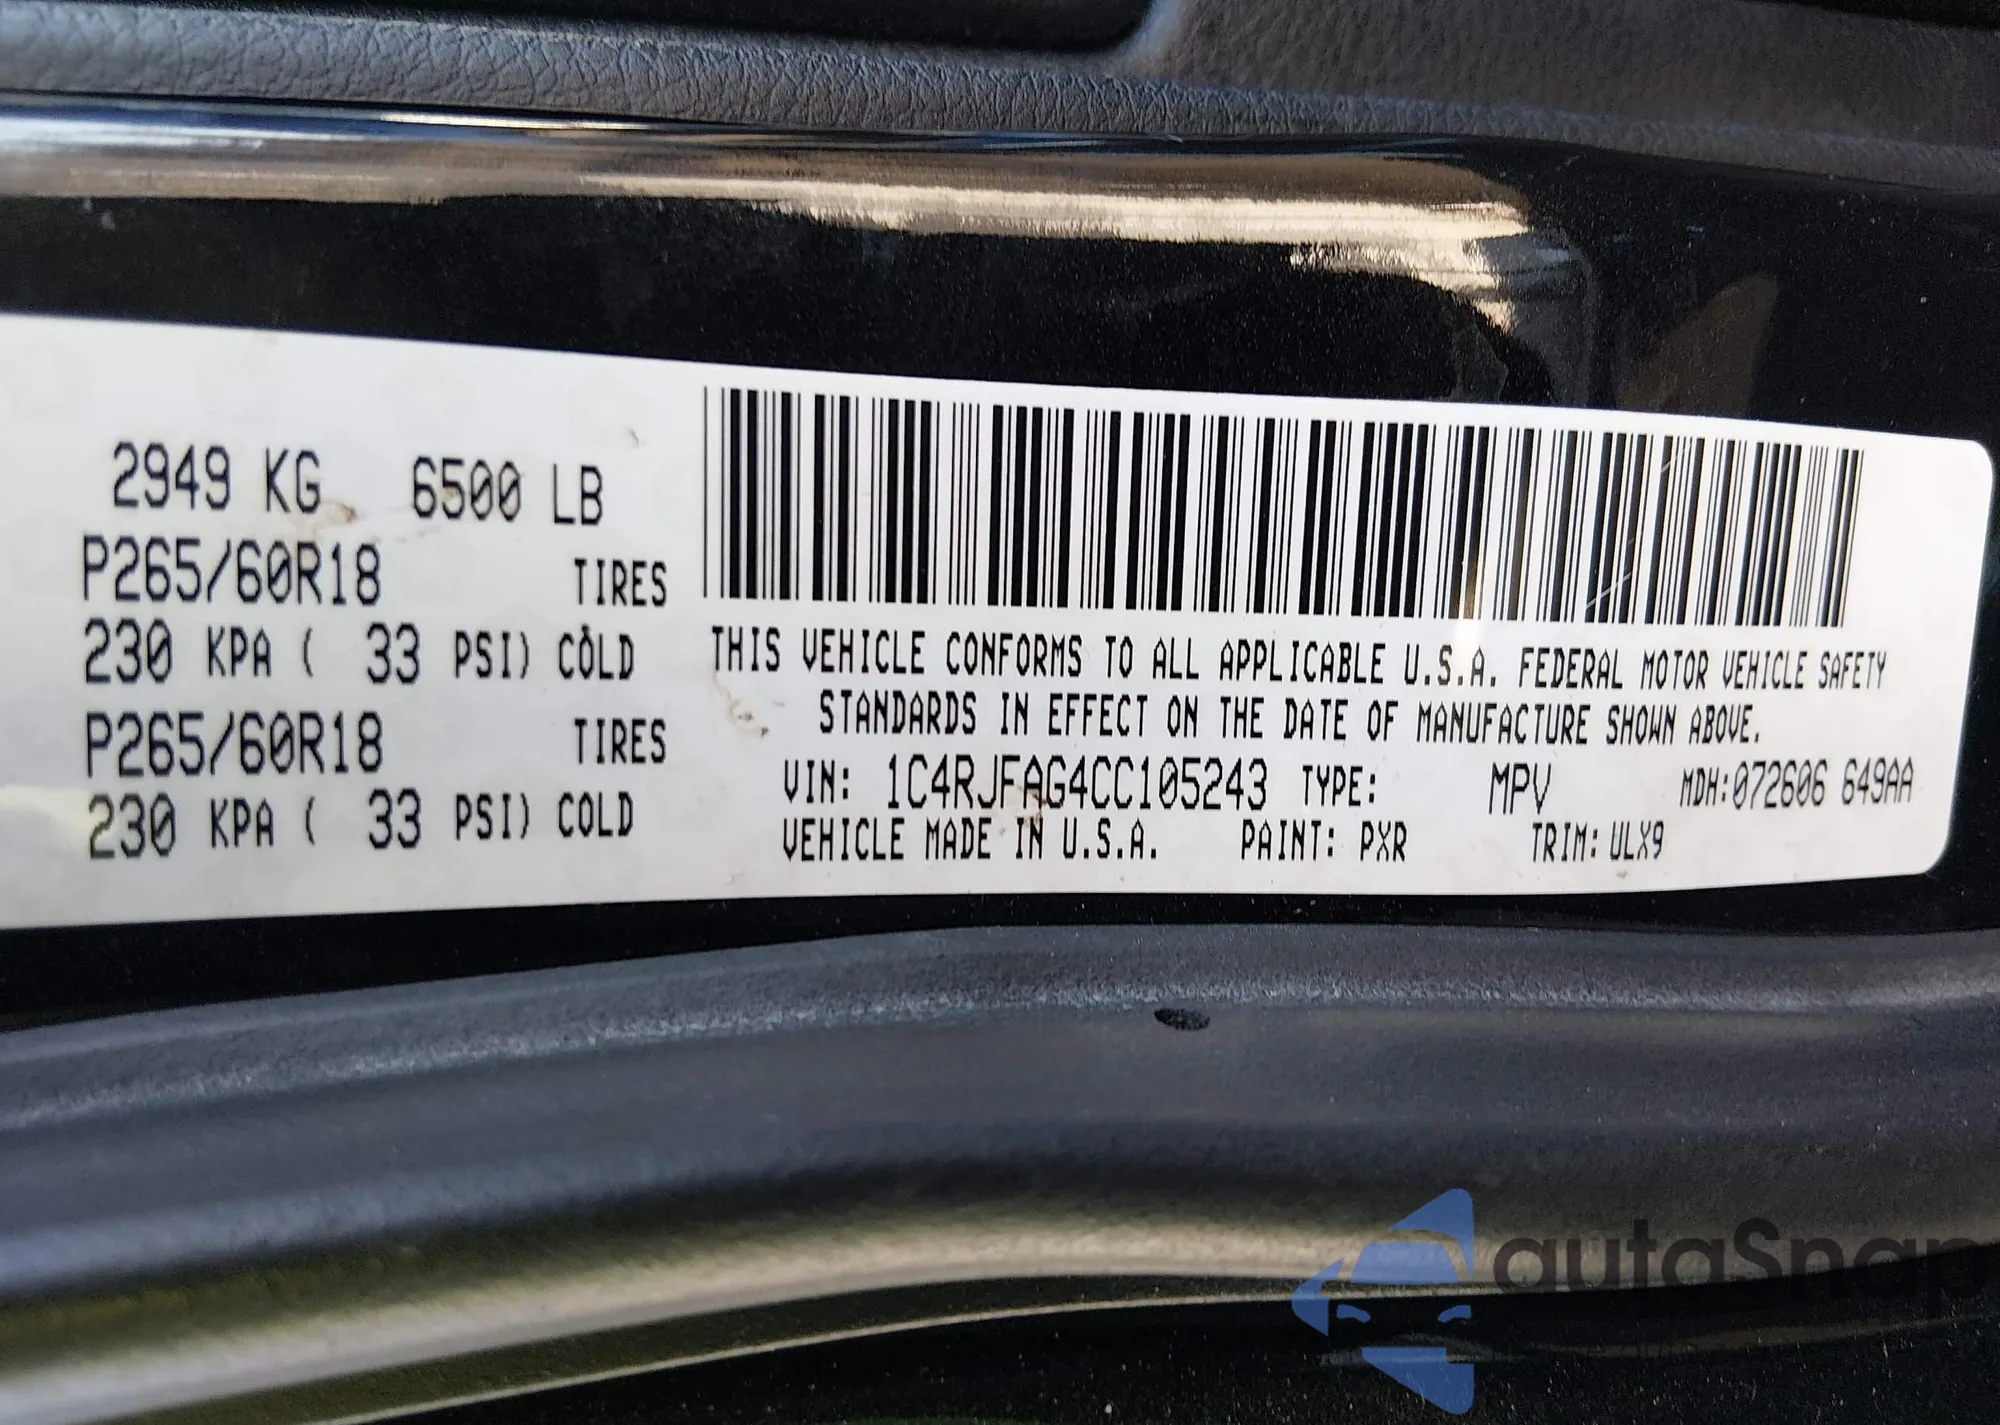 2949 KG 6500 LB
P265/60R18 TIRES
230 KPA ( 33 PSI) COLD
P265/60R18 TIRES
230 KPA ( 33 PSI) COLD
THIS VEHICLE CONFORMS TO ALL APPLICABLE U.S.A. FEDERAL MOTOR VEHICLE SAFETY
STANDARDS IN EFFECT ON THE DATE OF MANUFACTURE SHOWN ABOVE.
VIN: 1C4RJFAG4CC105243 TYPE: MPV MDH:072606 649AA
VEHICLE MADE IN U.S.A. PAINT: PXR TRIM: ULX9
autaSnap